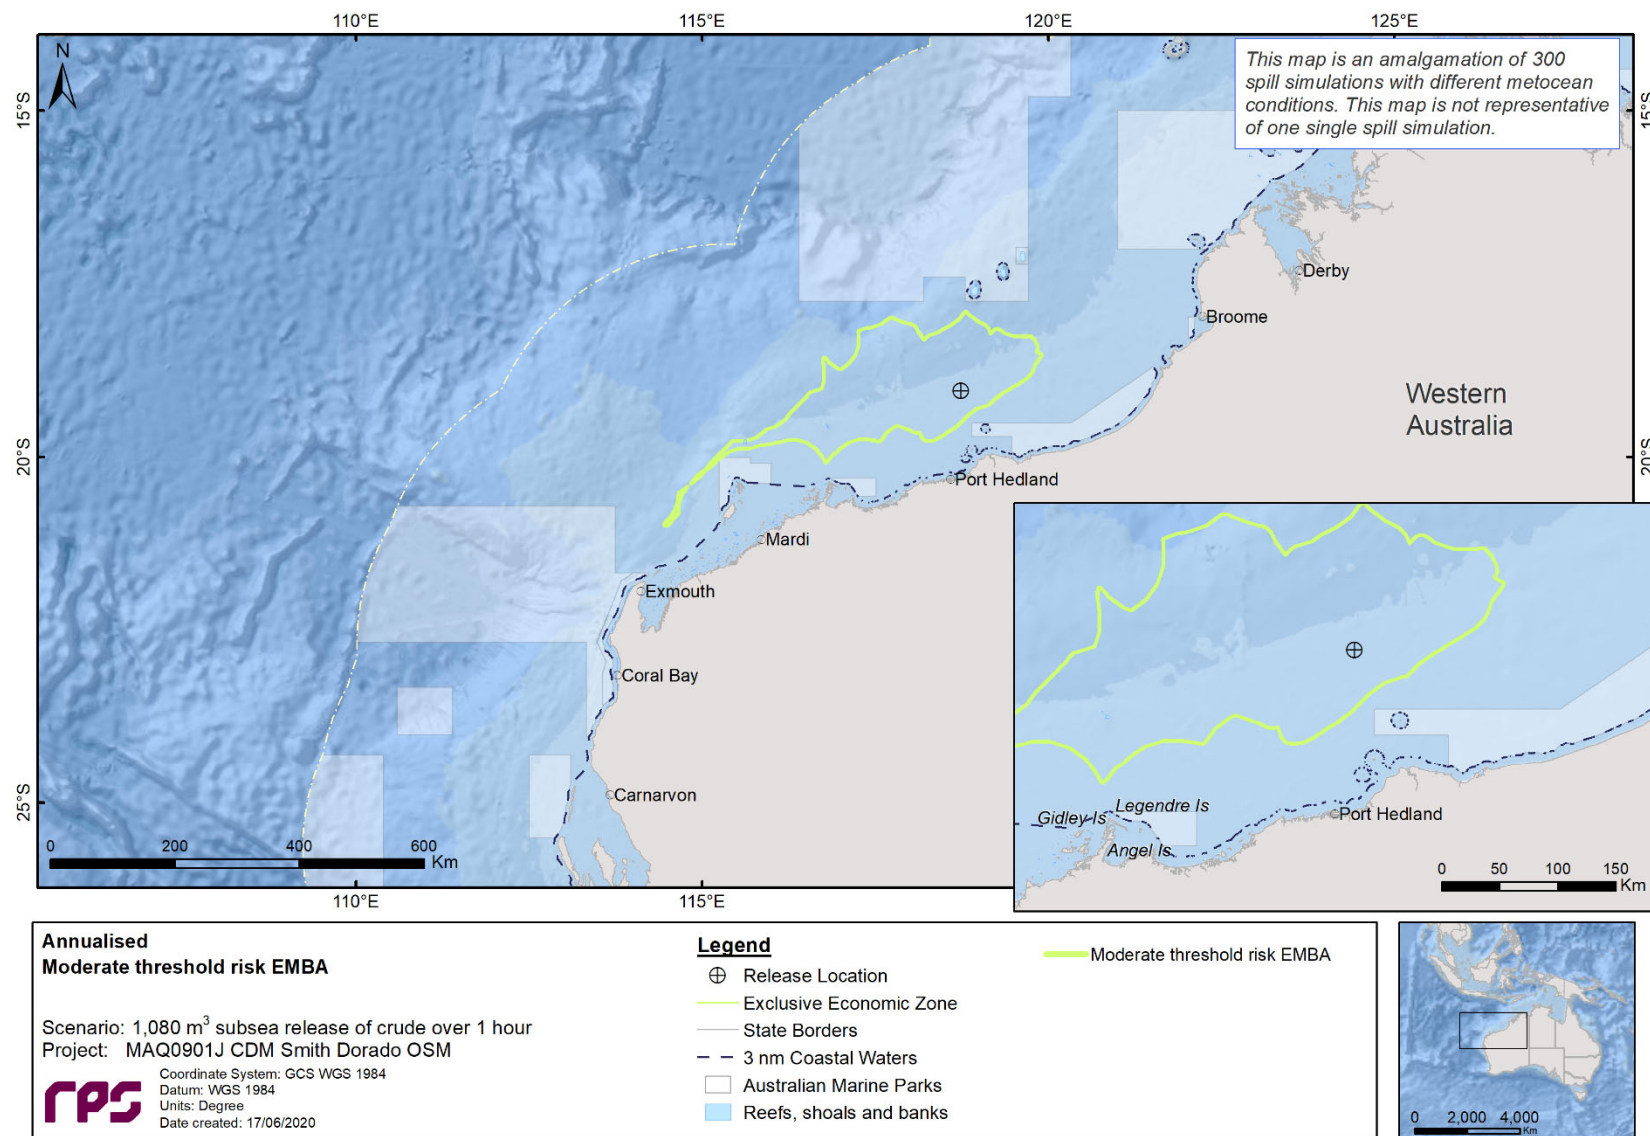 110°E
115°E
120°E
125°E
N
This map is an amalgamation of 300
spill simulations with different metocean
conditions. This map is not representative
of one single spill simulation.
15°S
15°S
Derby
Broome
Western
Australia
20°S
20°S
Port Hedland
Mardi
Exmouth
Coral Bay
Carnarvon
25°S
0 200 400 600
Km
Legendre Is
Gidley Is
Port Hedland
Angel Is
0 50 100 150
Km
110°E
115°E
Annualised
Moderate threshold risk EMBA
Scenario: 1,080 m³ subsea release of crude over 1 hour
Project: MAQ0901J CDM Smith Dorado OSM
rps
Coordinate System: GCS WGS 1984
Datum: WGS 1984
Units: Degree
Date created: 17/06/2020
Legend
Release Location
Exclusive Economic Zone
State Borders
3 nm Coastal Waters
Australian Marine Parks
Reefs, shoals and banks
Moderate threshold risk EMBA
0 2,000 4,000
Km